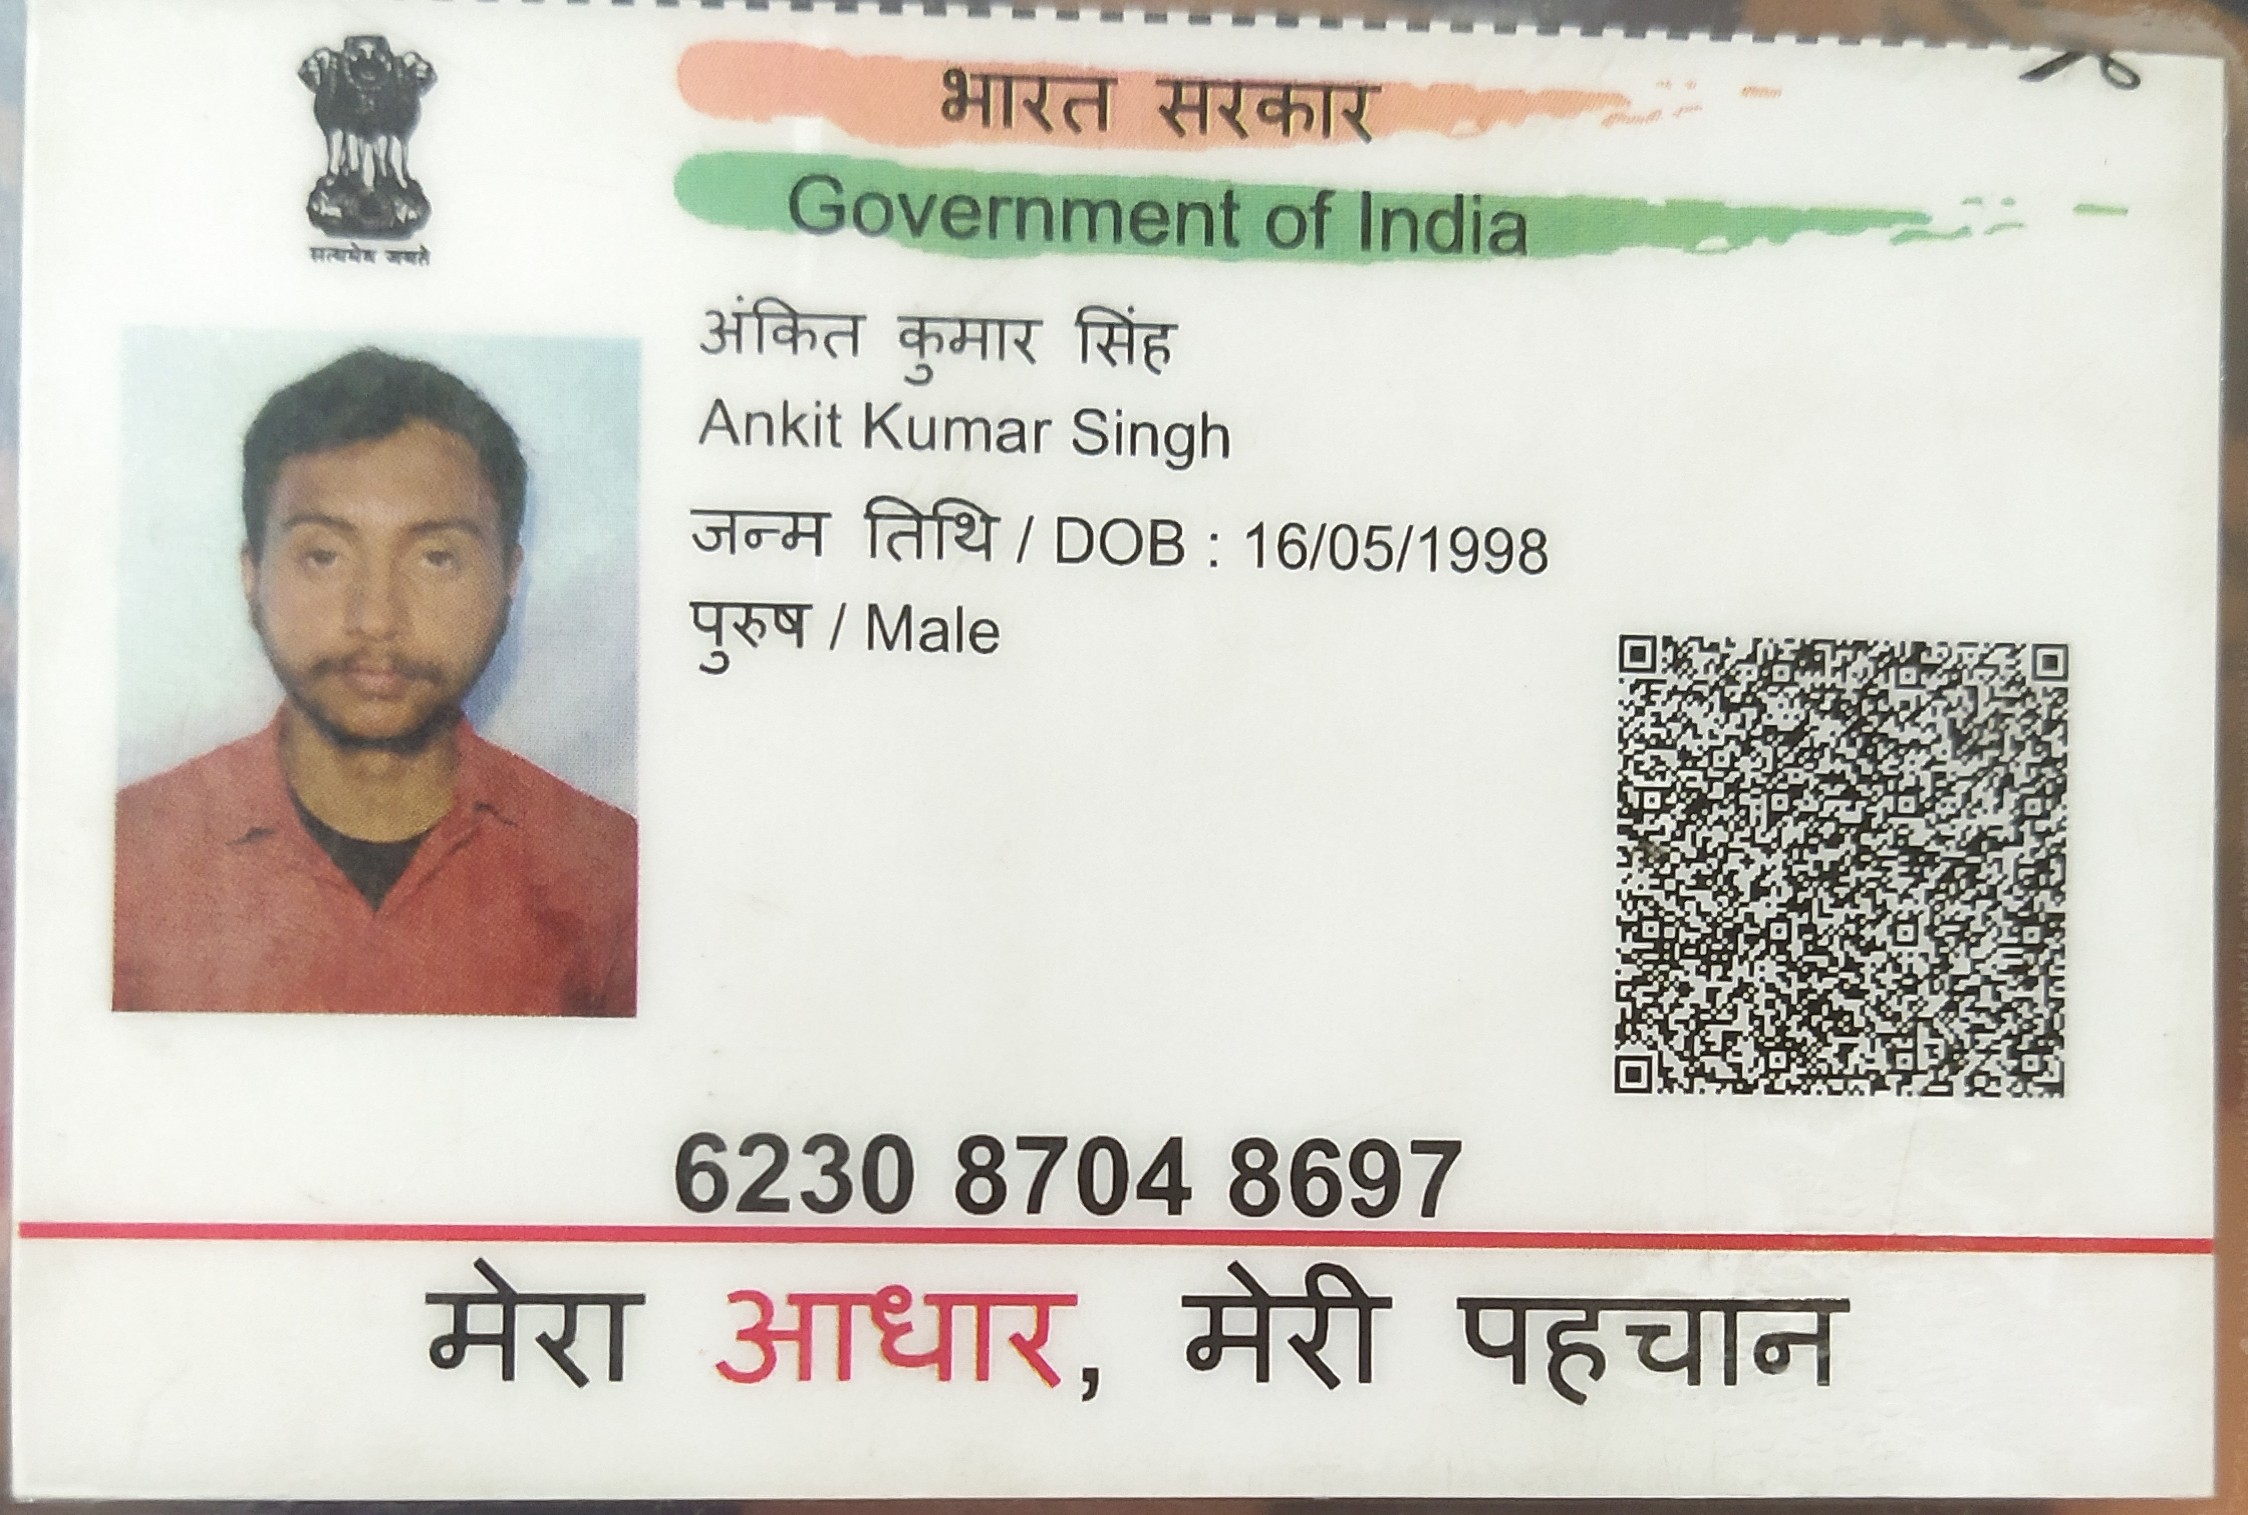 भारत सरकार
Government of India
सत्यमेव जयते
अंकित कुमार सिंह
Ankit Kumar Singh
जन्म तिथि / DOB : 16/05/1998
पुरुष / Male
6230 8704 8697
मेरा आधार, मेरी पहचान